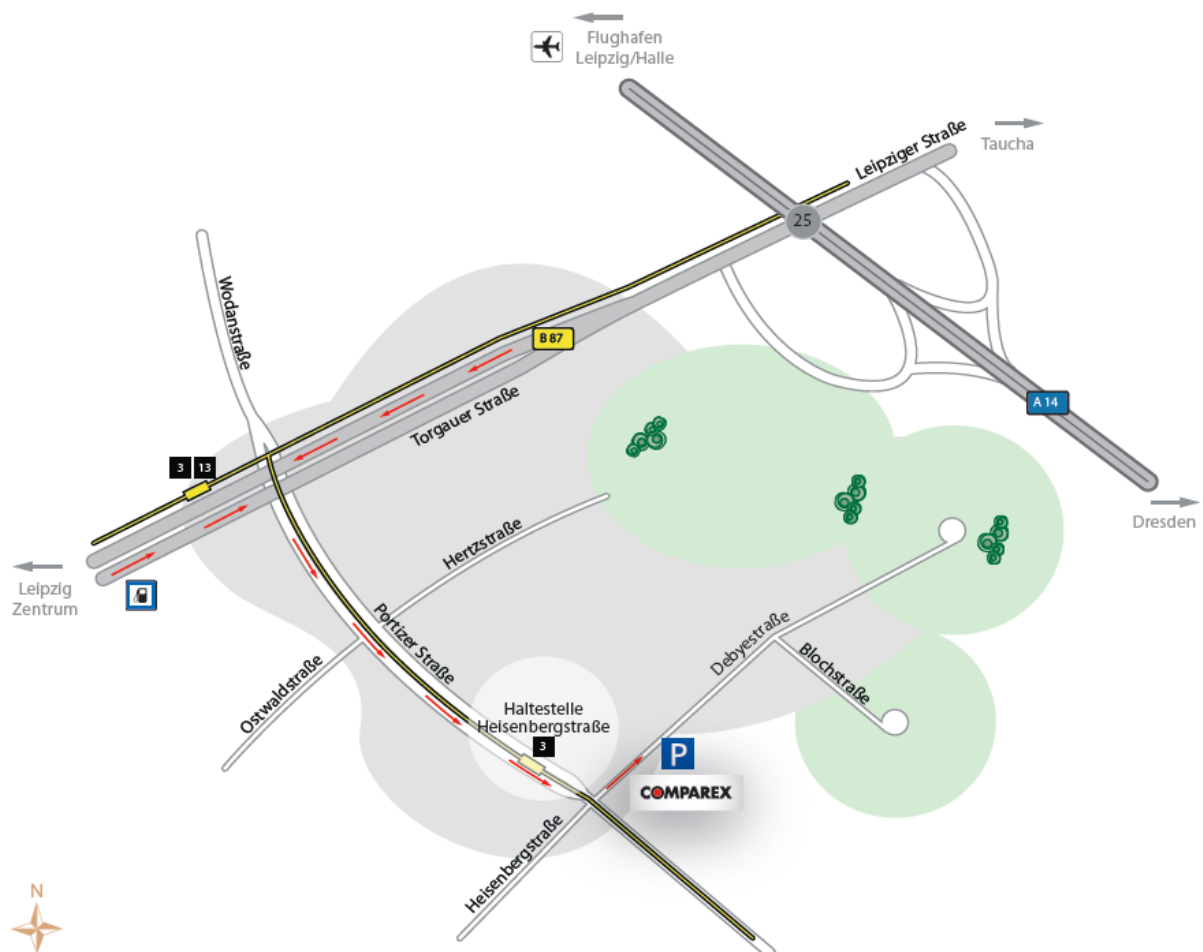 Flughafen
Leipzig/Halle
Leipziger Straße
Taucha
25
Wodanstraße
B 87
Torgauer Straße
A 14
3 13
Dresden
Hertzstraße
Leipzig
Zentrum
Portizer Straße
Debyestraße
Blochstraße
Ostwaldstraße
Haltestelle
Heisenbergstraße
3
P
COMPAREX
Heisenbergstraße
N